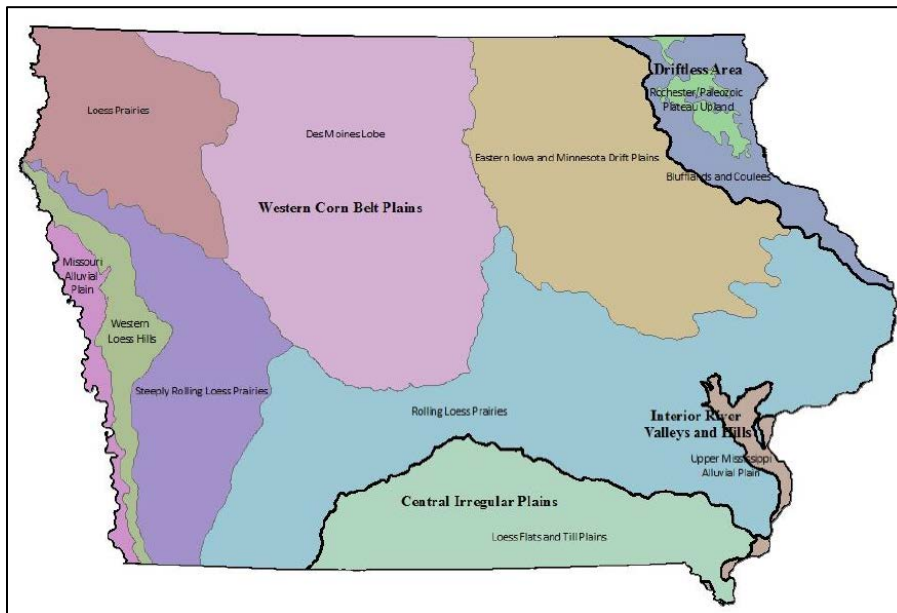 Driftless Area
Rochester/Paleozoic
Plateau Upland
Loess Prairies
Des Moines Lobe
Eastern Iowa and Minnesota Drift Plains
Blufflands and Coulees
Western Corn Belt Plains
Missouri
Alluvial
Plain
Western
Loess Hills
Steeply Rolling Loess Prairies
Rolling Loess Prairies
Interior River
Valleys and Hills
Upper Mississippi
Alluvial Plain
Central Irregular Plains
Loess Flats and Till Plains